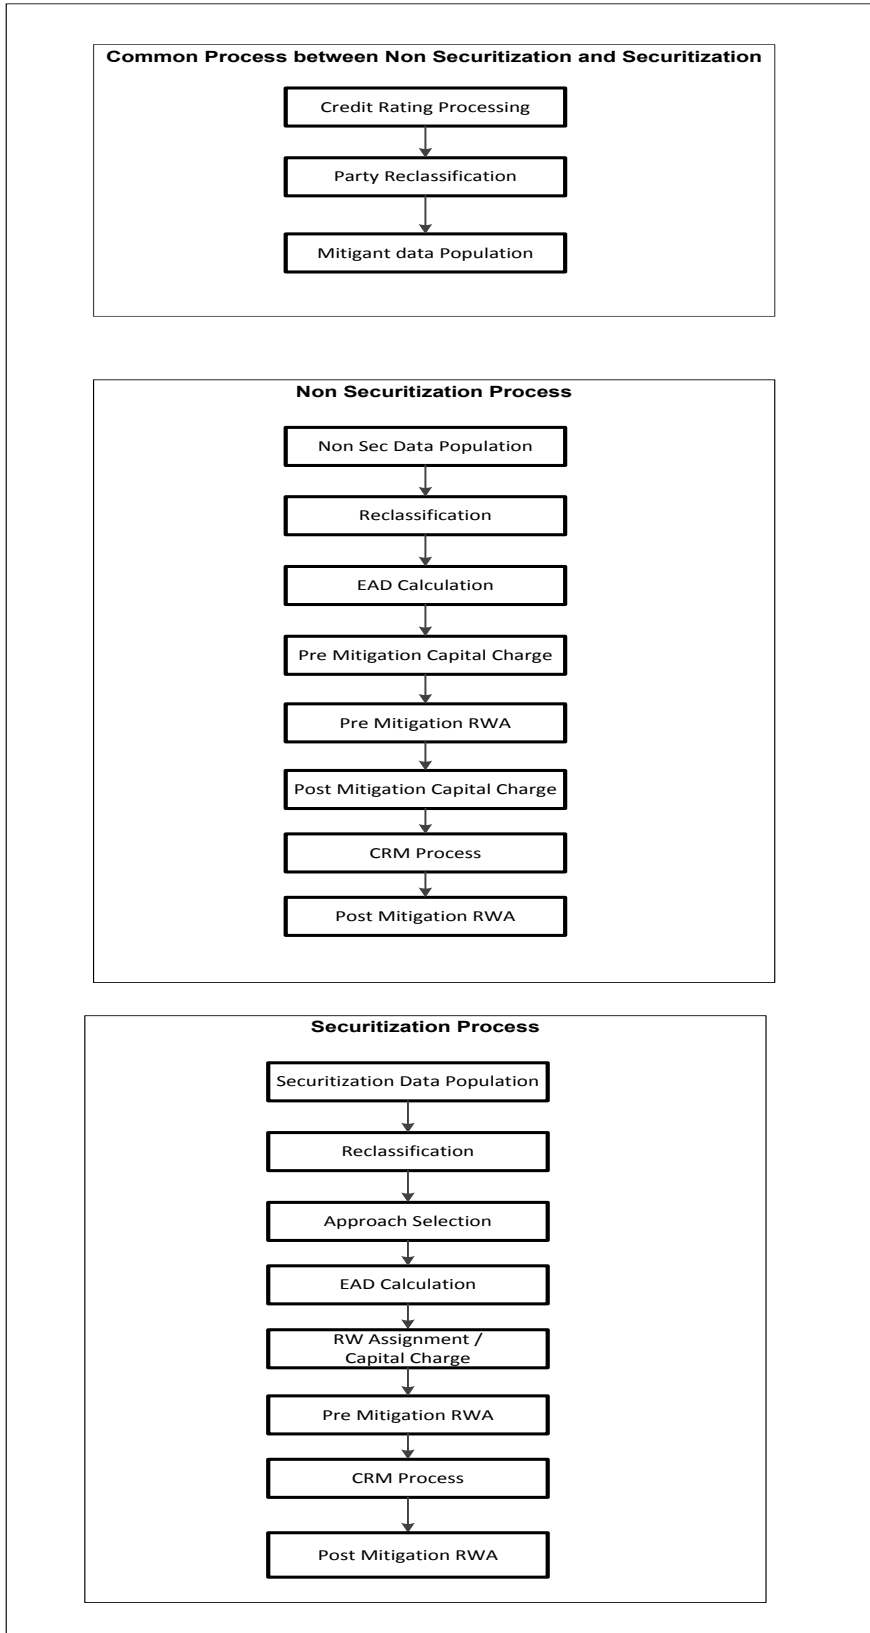 Common Process between Non Securitization and Securitization
Credit Rating Processing
Party Reclassification
Mitigant data Population
Non Securitization Process
Non Sec Data Population
Reclassification
EAD Calculation
Pre Mitigation Capital Charge
Pre Mitigation RWA
Post Mitigation Capital Charge
CRM Process
Post Mitigation RWA
Securitization Process
Securitization Data Population
Reclassification
Approach Selection
EAD Calculation
RW Assignment /
Capital Charge
Pre Mitigation RWA
CRM Process
Post Mitigation RWA